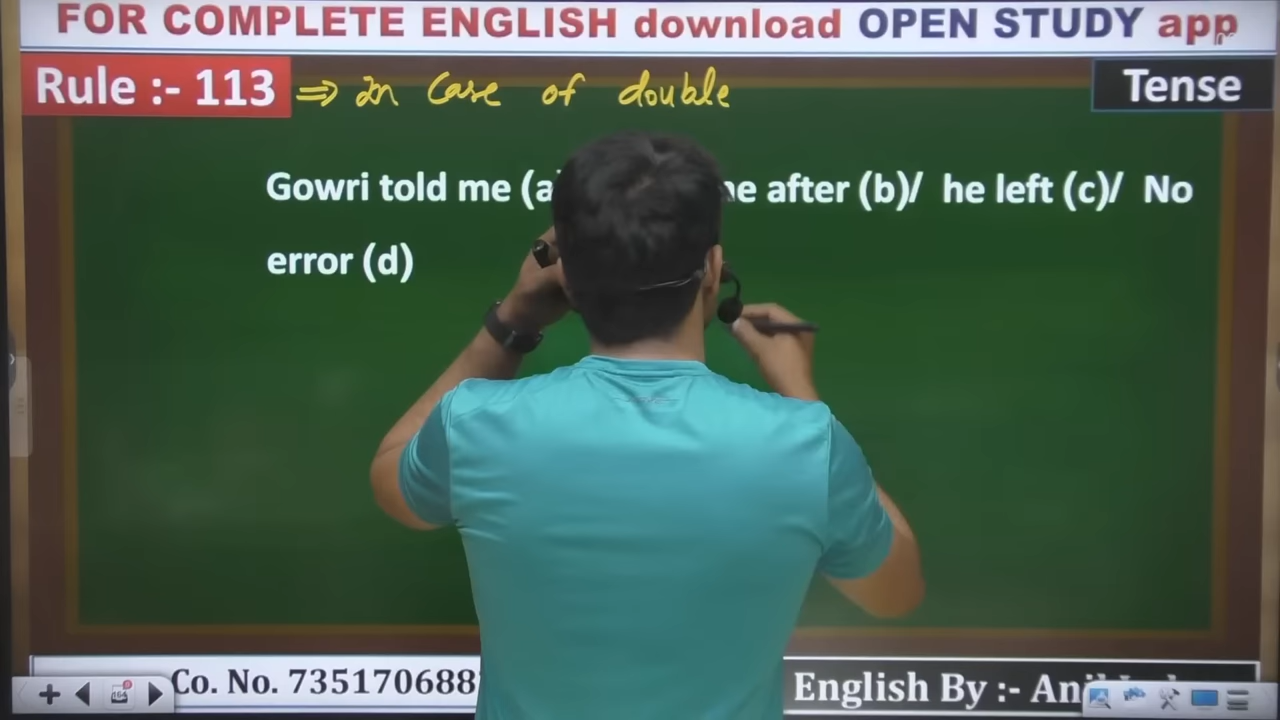 FOR COMPLETE ENGLISH download OPEN STUDY app
Rule :- 113 ⇒ In case of double
Tense
Gowri told me (a after (b)/ he left (c)/ No
error (d)
Co. No. 735170688
English By :-
164